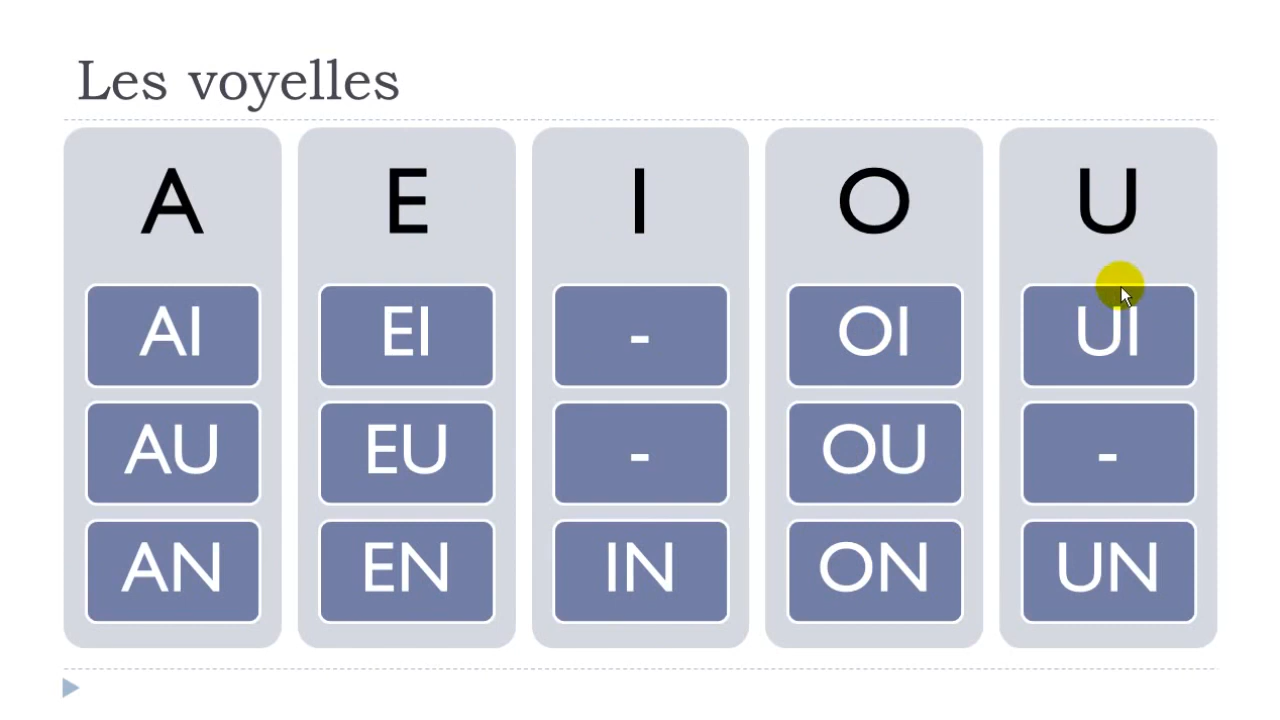 Les voyelles
A E I O U
AI EI - OI UI
AU EU - OU -
AN EN IN ON UN